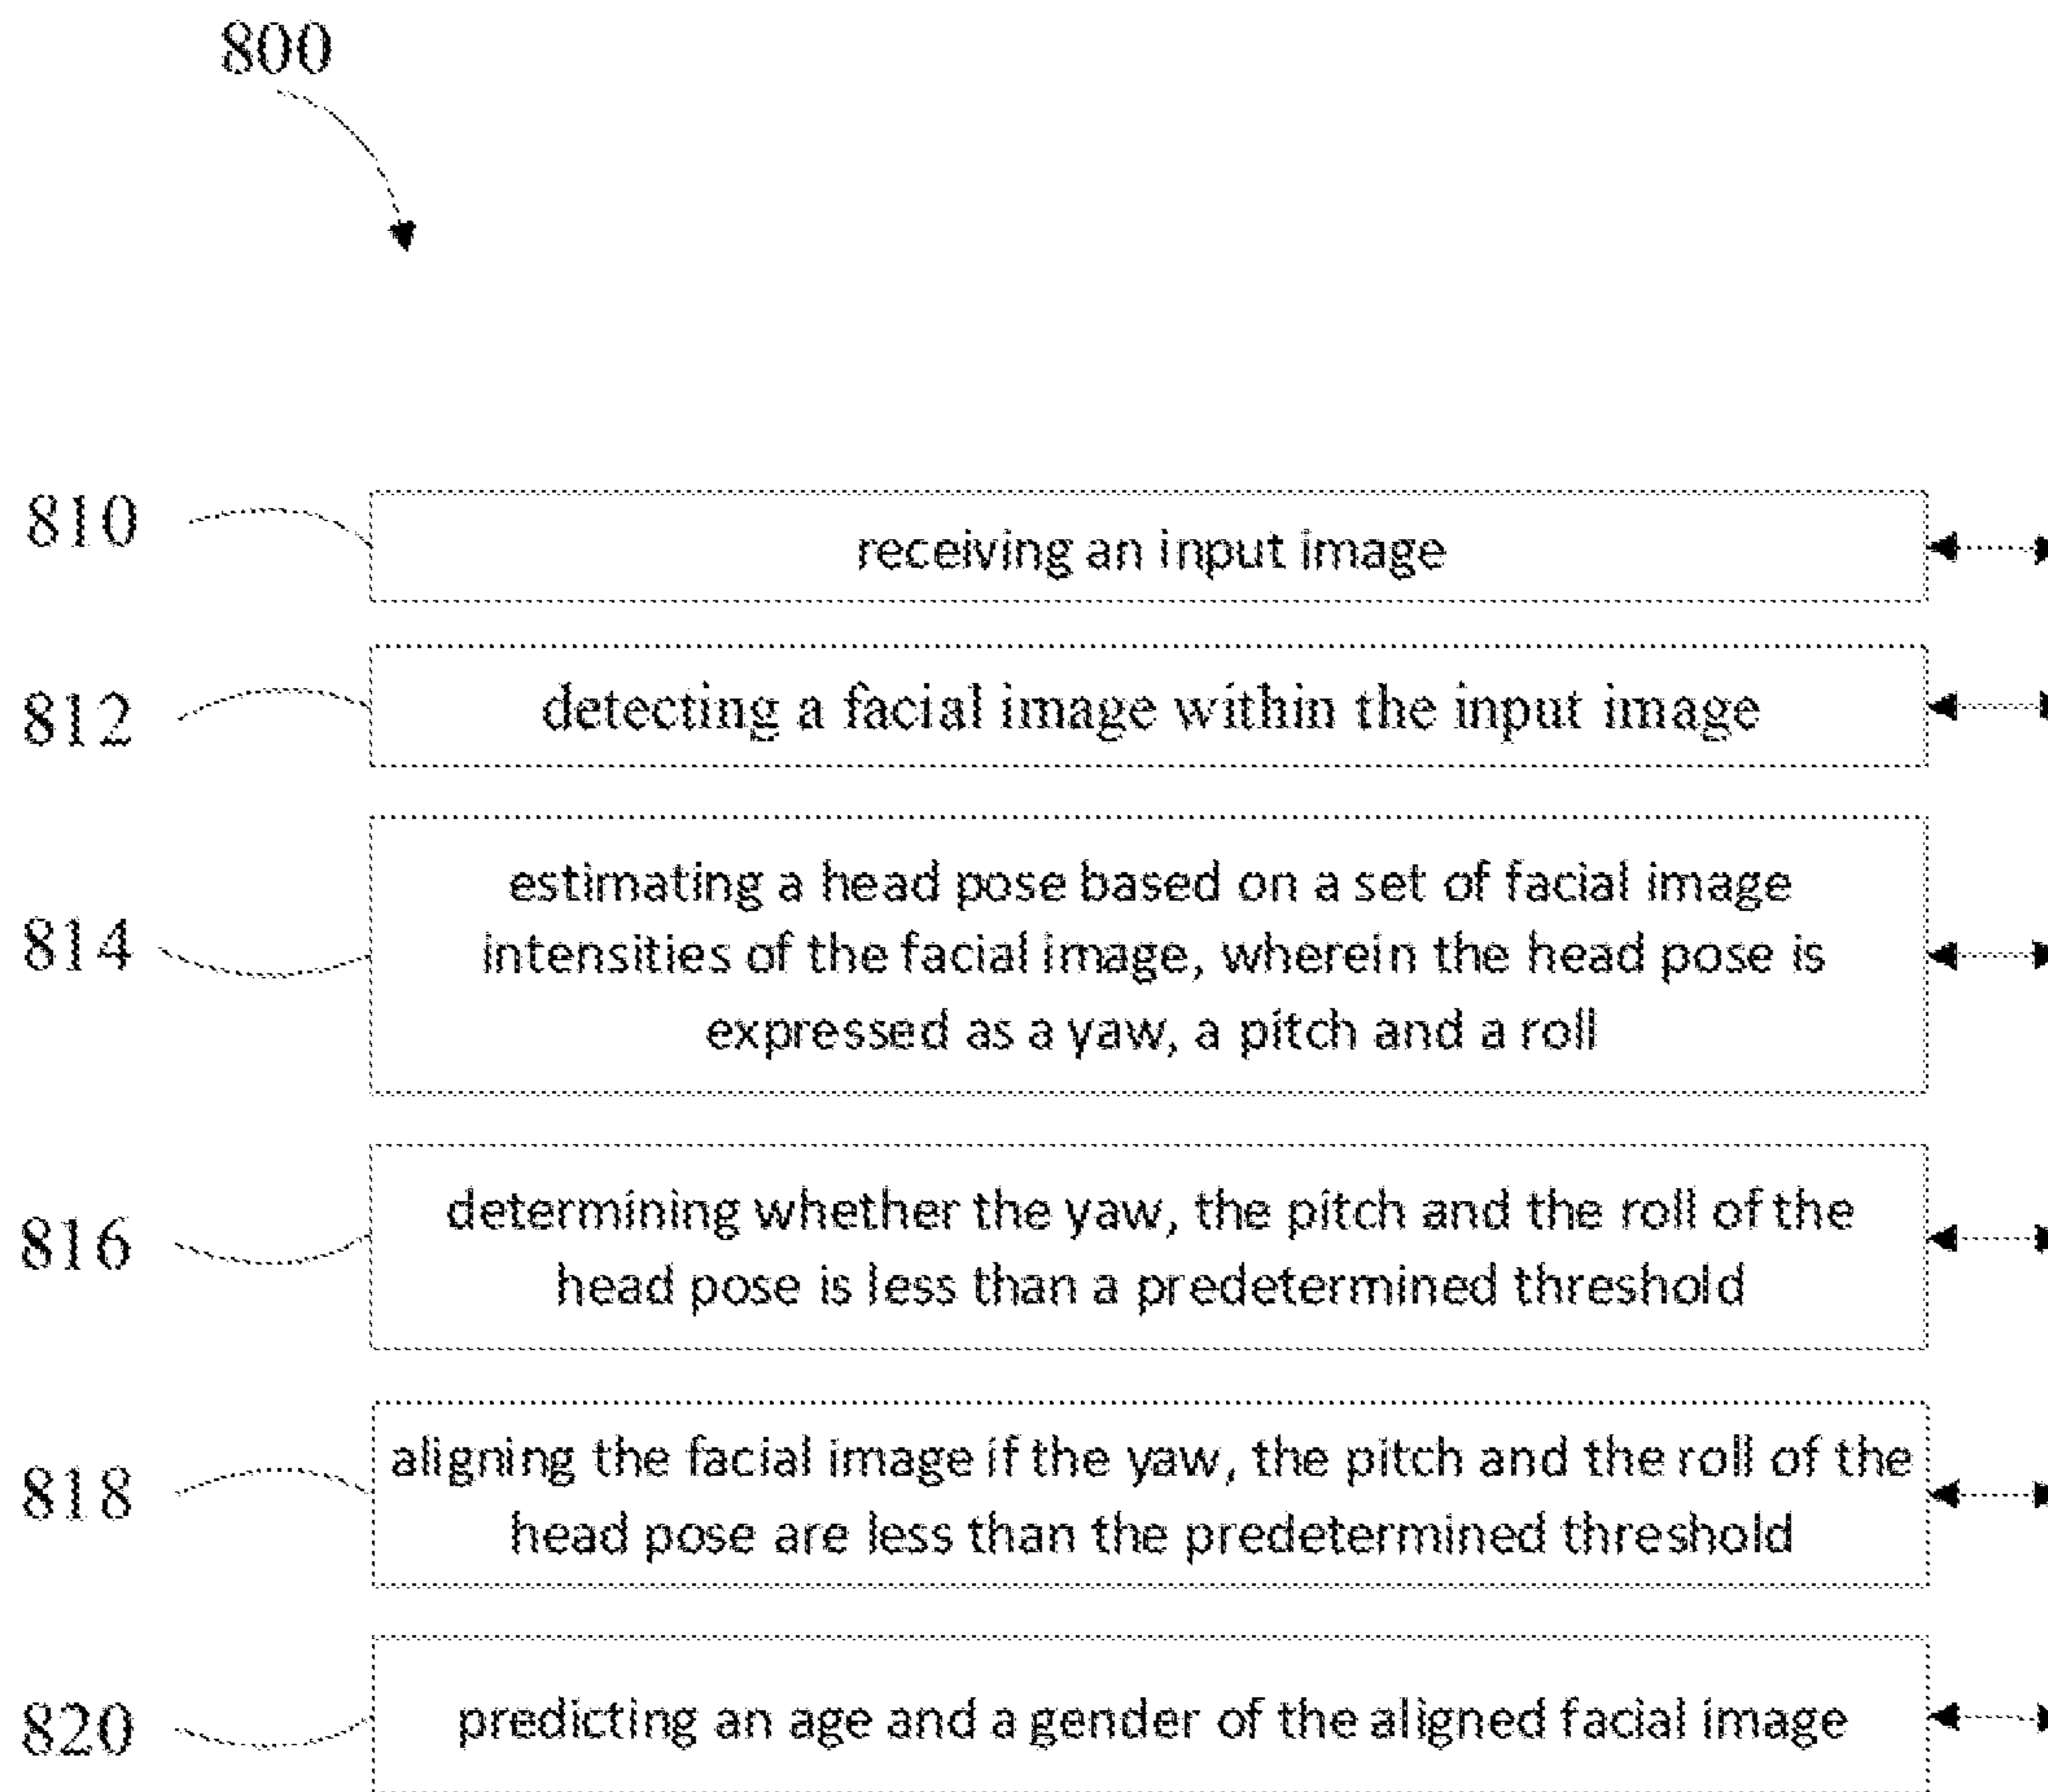 800
810
receiving an input image
812
detecting a facial image within the input image
814
estimating a head pose based on a set of facial image
intensities of the facial image, wherein the head pose is
expressed as a yaw, a pitch and a roll
816
determining whether the yaw, the pitch and the roll of the
head pose is less than a predetermined threshold
818
aligning the facial image if the yaw, the pitch and the roll of the
head pose are less than the predetermined threshold
820
predicting an age and a gender of the aligned facial image